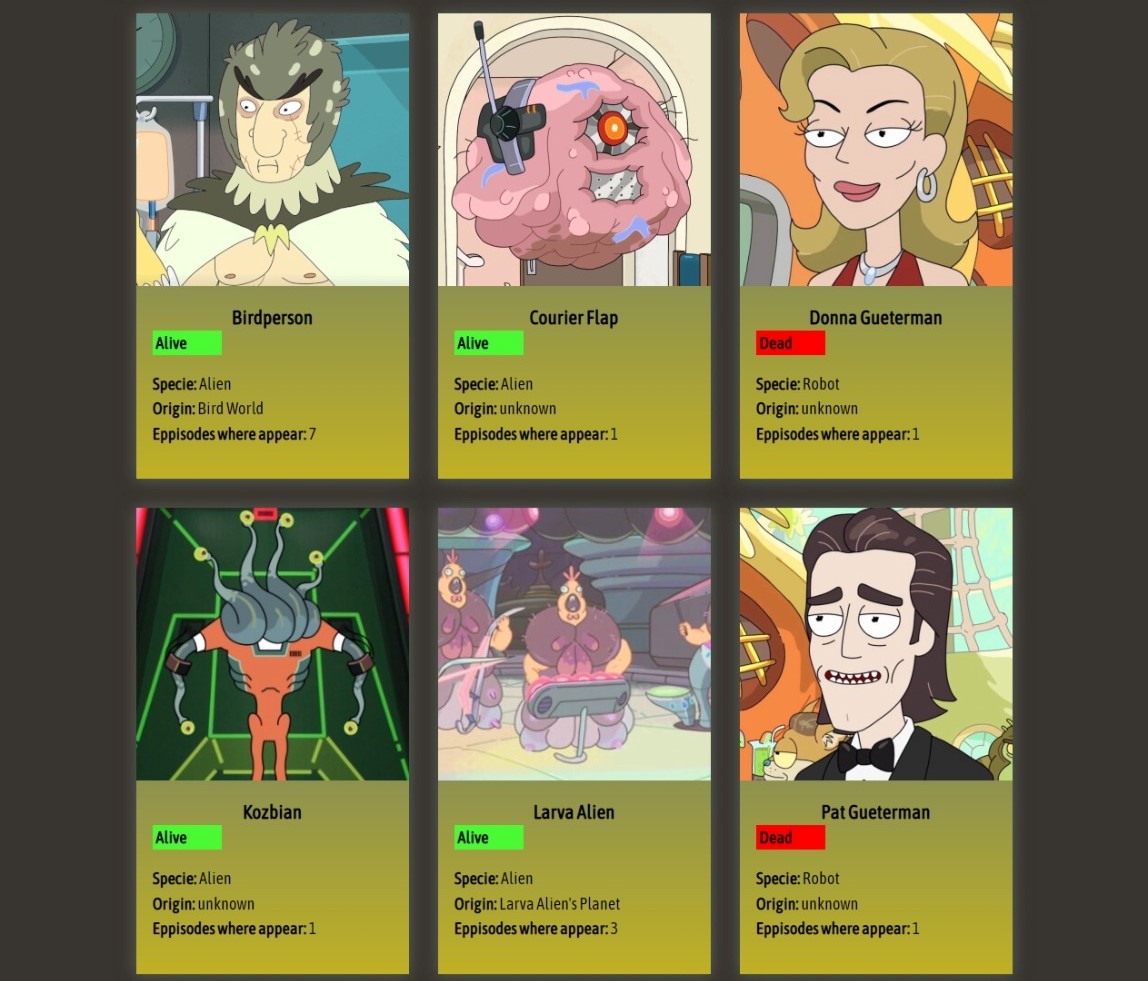 Birdperson
Alive
Specie: Alien
Origin: Bird World
Eppisodes where appear: 7
Courier Flap
Alive
Specie: Alien
Origin: unknown
Eppisodes where appear: 1
Donna Gueterman
Dead
Specie: Robot
Origin: unknown
Eppisodes where appear: 1
Kozbian
Alive
Specie: Alien
Origin: unknown
Eppisodes where appear: 1
Larva Alien
Alive
Specie: Alien
Origin: Larva Alien's Planet
Eppisodes where appear: 3
Pat Gueterman
Dead
Specie: Robot
Origin: unknown
Eppisodes where appear: 1